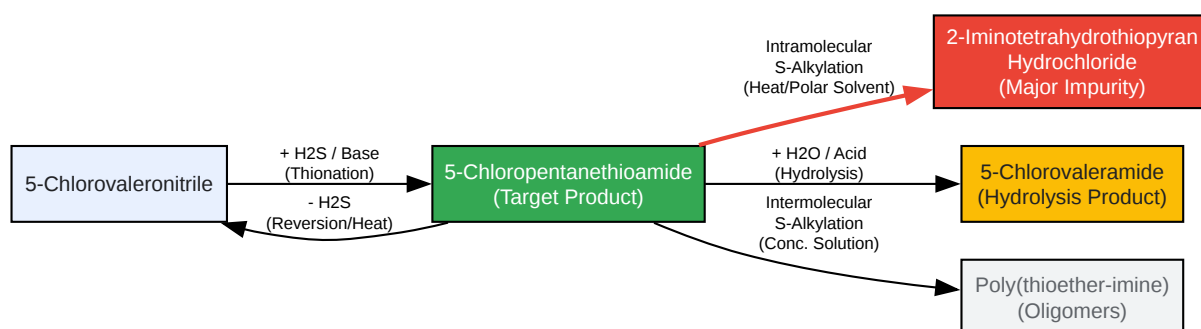 5-Chlorovaleronitrile
+ H2S / Base
(Thionation)
- H2S
(Reversion/Heat)
5-Chloropentanethioamide
(Target Product)
Intramolecular
S-Alkylation
(Heat/Polar Solvent)
2-Iminotetrahydrothiopyran
Hydrochloride
(Major Impurity)
+ H2O / Acid
(Hydrolysis)
5-Chlorovaleramide
(Hydrolysis Product)
Intermolecular
S-Alkylation
(Conc. Solution)
Poly(thioether-imine)
(Oligomers)